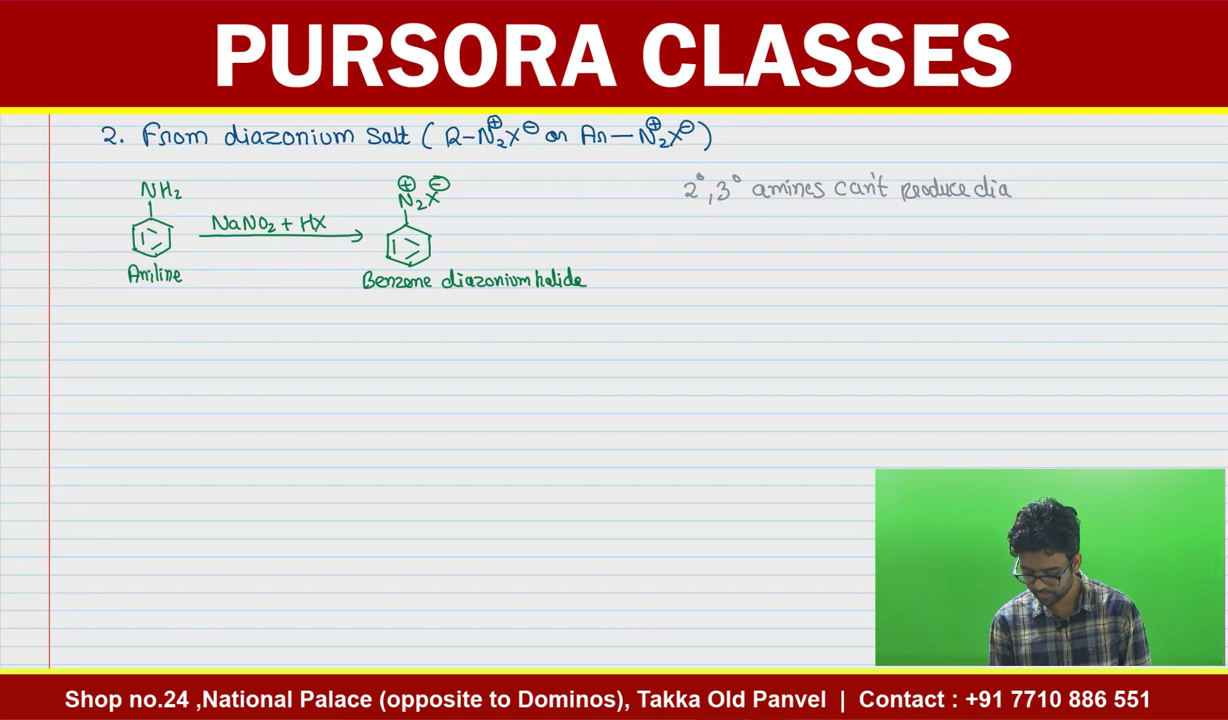 PURSORA CLASSES
2. From diazonium Salt ( R-N₂⊕X⊖ or Ar—N₂⊕X⊖ )
2°, 3° amines can't produce dia
NH₂
⊕ ⊖
N₂X
NaNO₂ + HX
Aniline
Benzene diazonium halide
Shop no.24 ,National Palace (opposite to Dominos), Takka Old Panvel | Contact : +91 7710 886 551